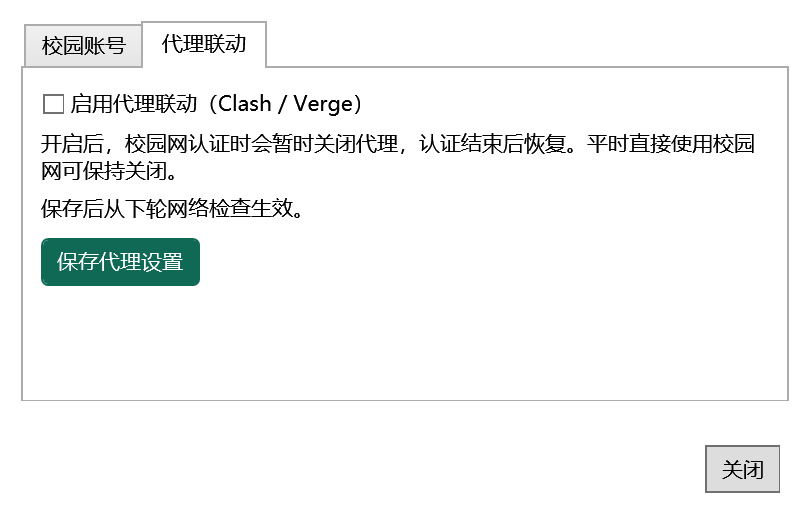 校园账号
代理联动
启用代理联动（Clash / Verge）
开启后，校园网认证时会暂时关闭代理，认证结束后恢复。平时直接使用校园
网可保持关闭。
保存后从下轮网络检查生效。
保存代理设置
关闭